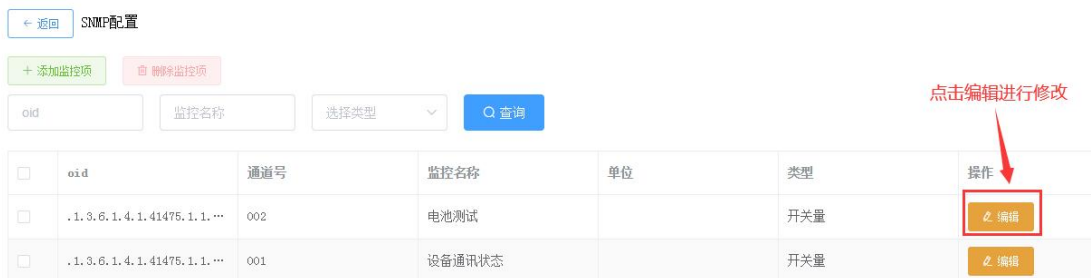 ← 返回 SNMP配置
+ 添加监控项 删除监控项
oid 监控名称 选择类型 查询
点击编辑进行修改
oid 通道号 监控名称 单位 类型 操作
.1.3.6.1.4.1.41475.1.1.… 002 电池测试 开关量 编辑
.1.3.6.1.4.1.41475.1.1.… 001 设备通讯状态 开关量 编辑